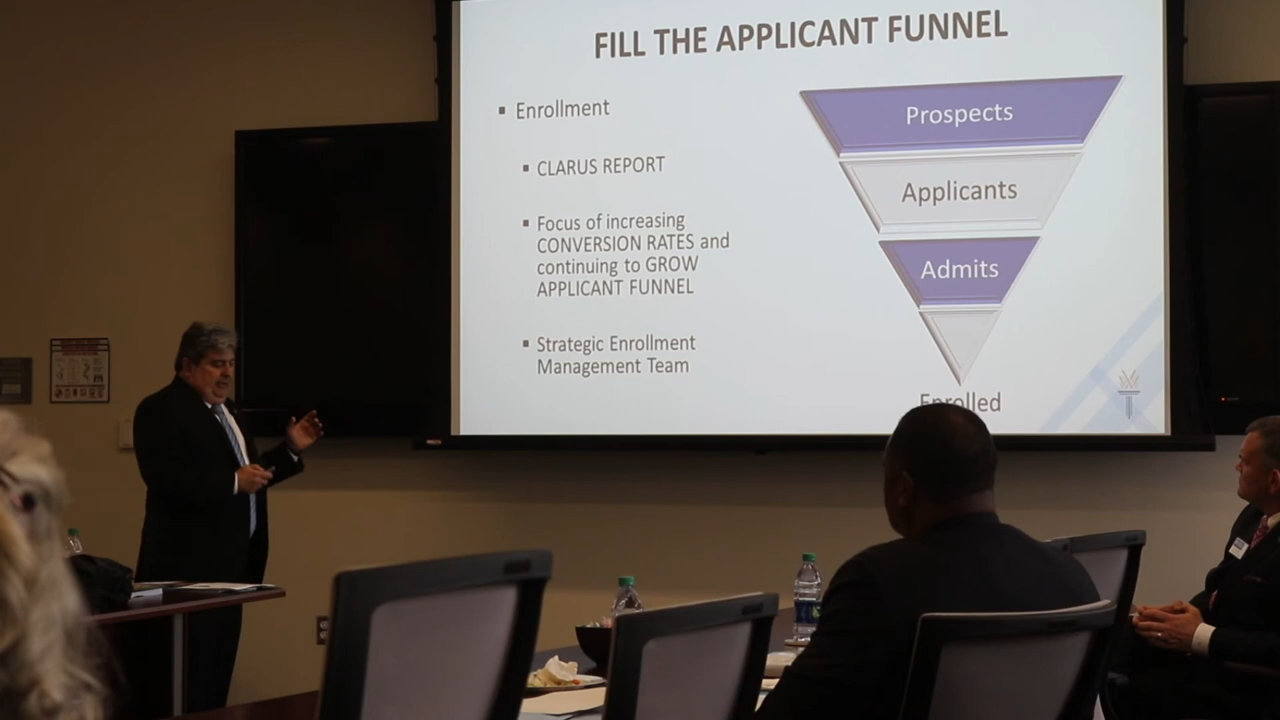 FILL THE APPLICANT FUNNEL
▪ Enrollment
▪ CLARUS REPORT
▪ Focus of increasing
CONVERSION RATES and
continuing to GROW
APPLICANT FUNNEL
▪ Strategic Enrollment
Management Team
Prospects
Applicants
Admits
Enrolled